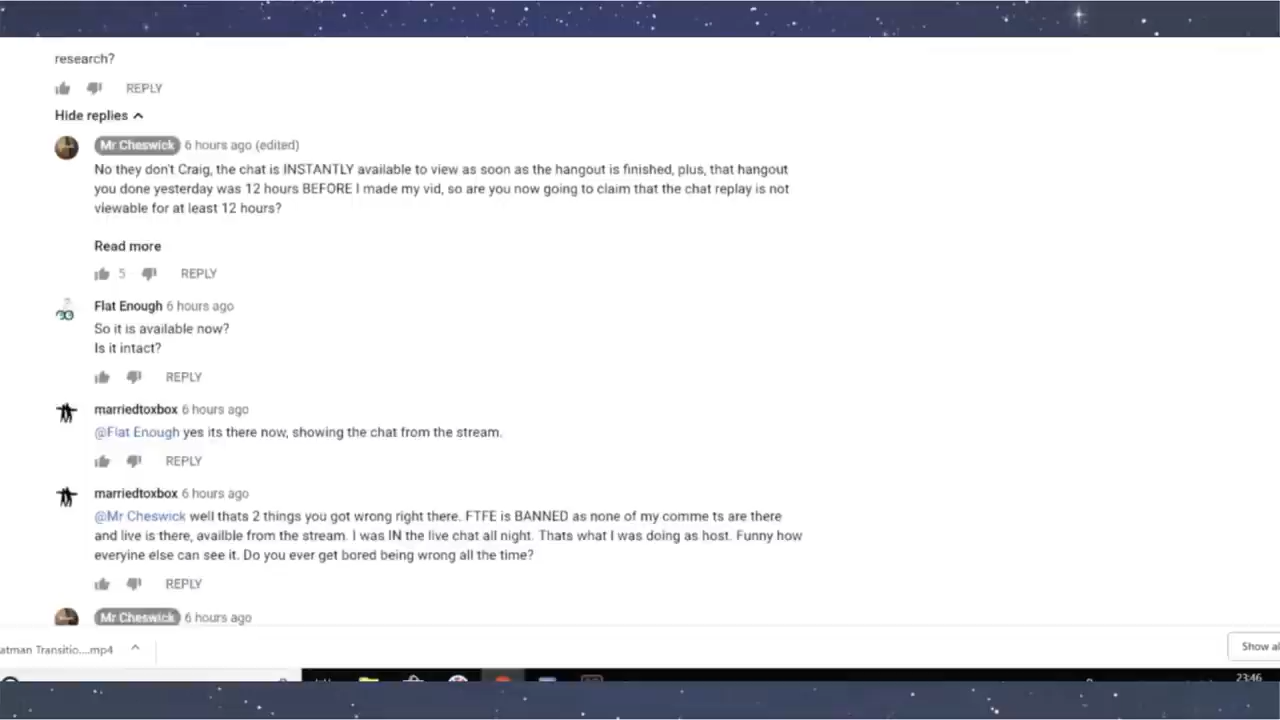 research?
REPLY
Hide replies
Mr Cheswick 6 hours ago (edited)
No they don't Craig, the chat is INSTANTLY available to view as soon as the hangout is finished, plus, that hangout
you done yesterday was 12 hours BEFORE I made my vid, so are you now going to claim that the chat replay is not
viewable for at least 12 hours?
Read more
5 REPLY
Flat Enough 6 hours ago
So it is available now?
Is it intact?
REPLY
marriedtoxbox 6 hours ago
@Flat Enough yes its there now, showing the chat from the stream.
REPLY
marriedtoxbox 6 hours ago
@Mr Cheswick well thats 2 things you got wrong right there. FTFE is BANNED as none of my comme ts are there
and live is there, availble from the stream. I was IN the live chat all night. Thats what I was doing as host. Funny how
everyine else can see it. Do you ever get bored being wrong all the time?
REPLY
Mr Cheswick 6 hours ago
atman Transitio....mp4
Show al
23:46